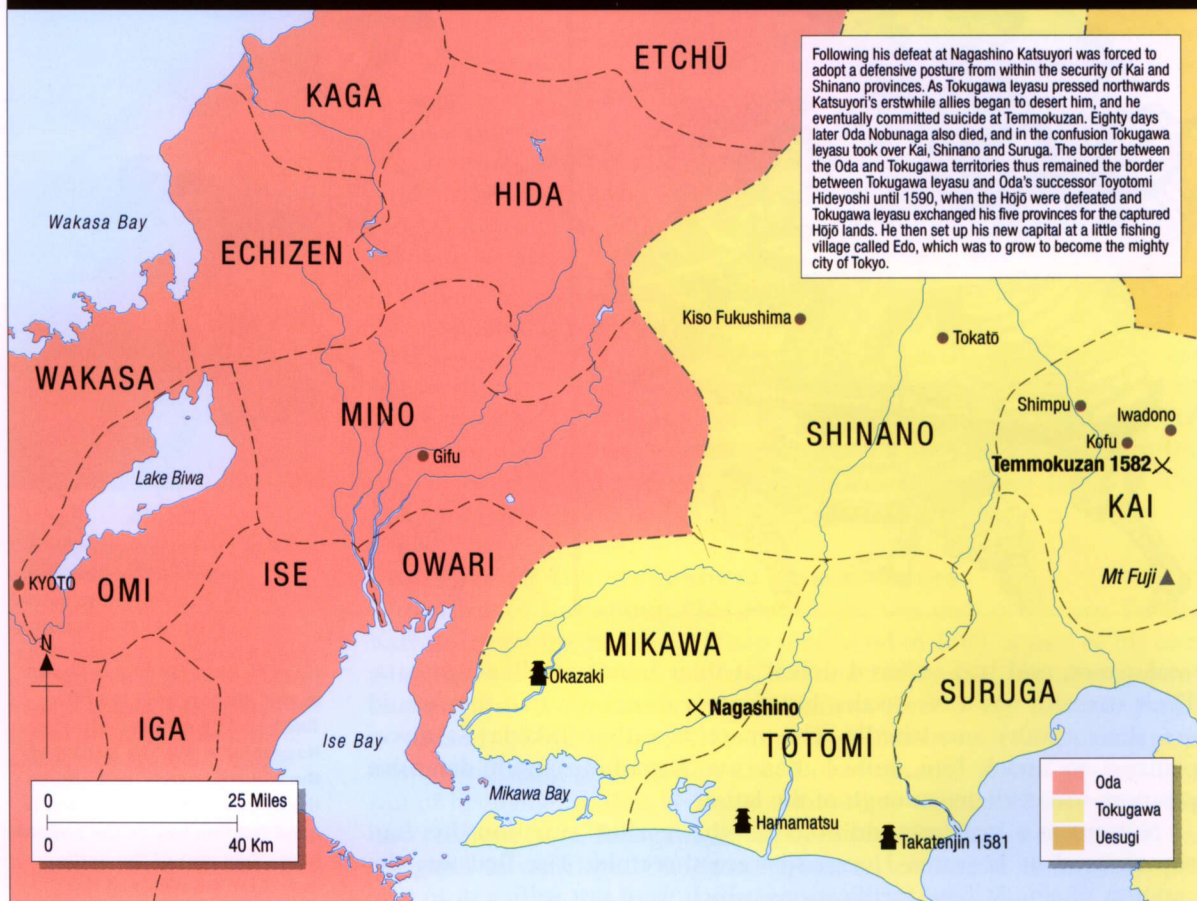 Following his defeat at Nagashino Katsuyori was forced to
adopt a defensive posture from within the security of Kai and
Shinano provinces. As Tokugawa Ieyasu pressed northwards
Katsuyori's erstwhile allies began to desert him, and he
eventually committed suicide at Temmokuzan. Eighty days
later Oda Nobunaga also died, and in the confusion Tokugawa
Ieyasu took over Kai, Shinano and Suruga. The border between
the Oda and Tokugawa territories thus remained the border
between Tokugawa Ieyasu and Oda's successor Toyotomi
Hideyoshi until 1590, when the Hōjō were defeated and
Tokugawa Ieyasu exchanged his five provinces for the captured
Hōjō lands. He then set up his new capital at a little fishing
village called Edo, which was to grow to become the mighty
city of Tokyo.
ETCHŪ
KAGA
HIDA
Wakasa Bay
ECHIZEN
Kiso Fukushima
Tokatō
WAKASA
MINO
Shimpu
Iwadono
SHINANO
Kofu
Gifu
Temmokuzan 1582
Lake Biwa
KAI
OWARI
ISE
Mt Fuji
KYOTO
OMI
N
MIKAWA
Okazaki
SURUGA
Nagashino
IGA
Ise Bay
TŌTŌMI
Mikawa Bay
Hamamatsu
Takatenjin 1581
0 25 Miles
0 40 Km
Oda
Tokugawa
Uesugi